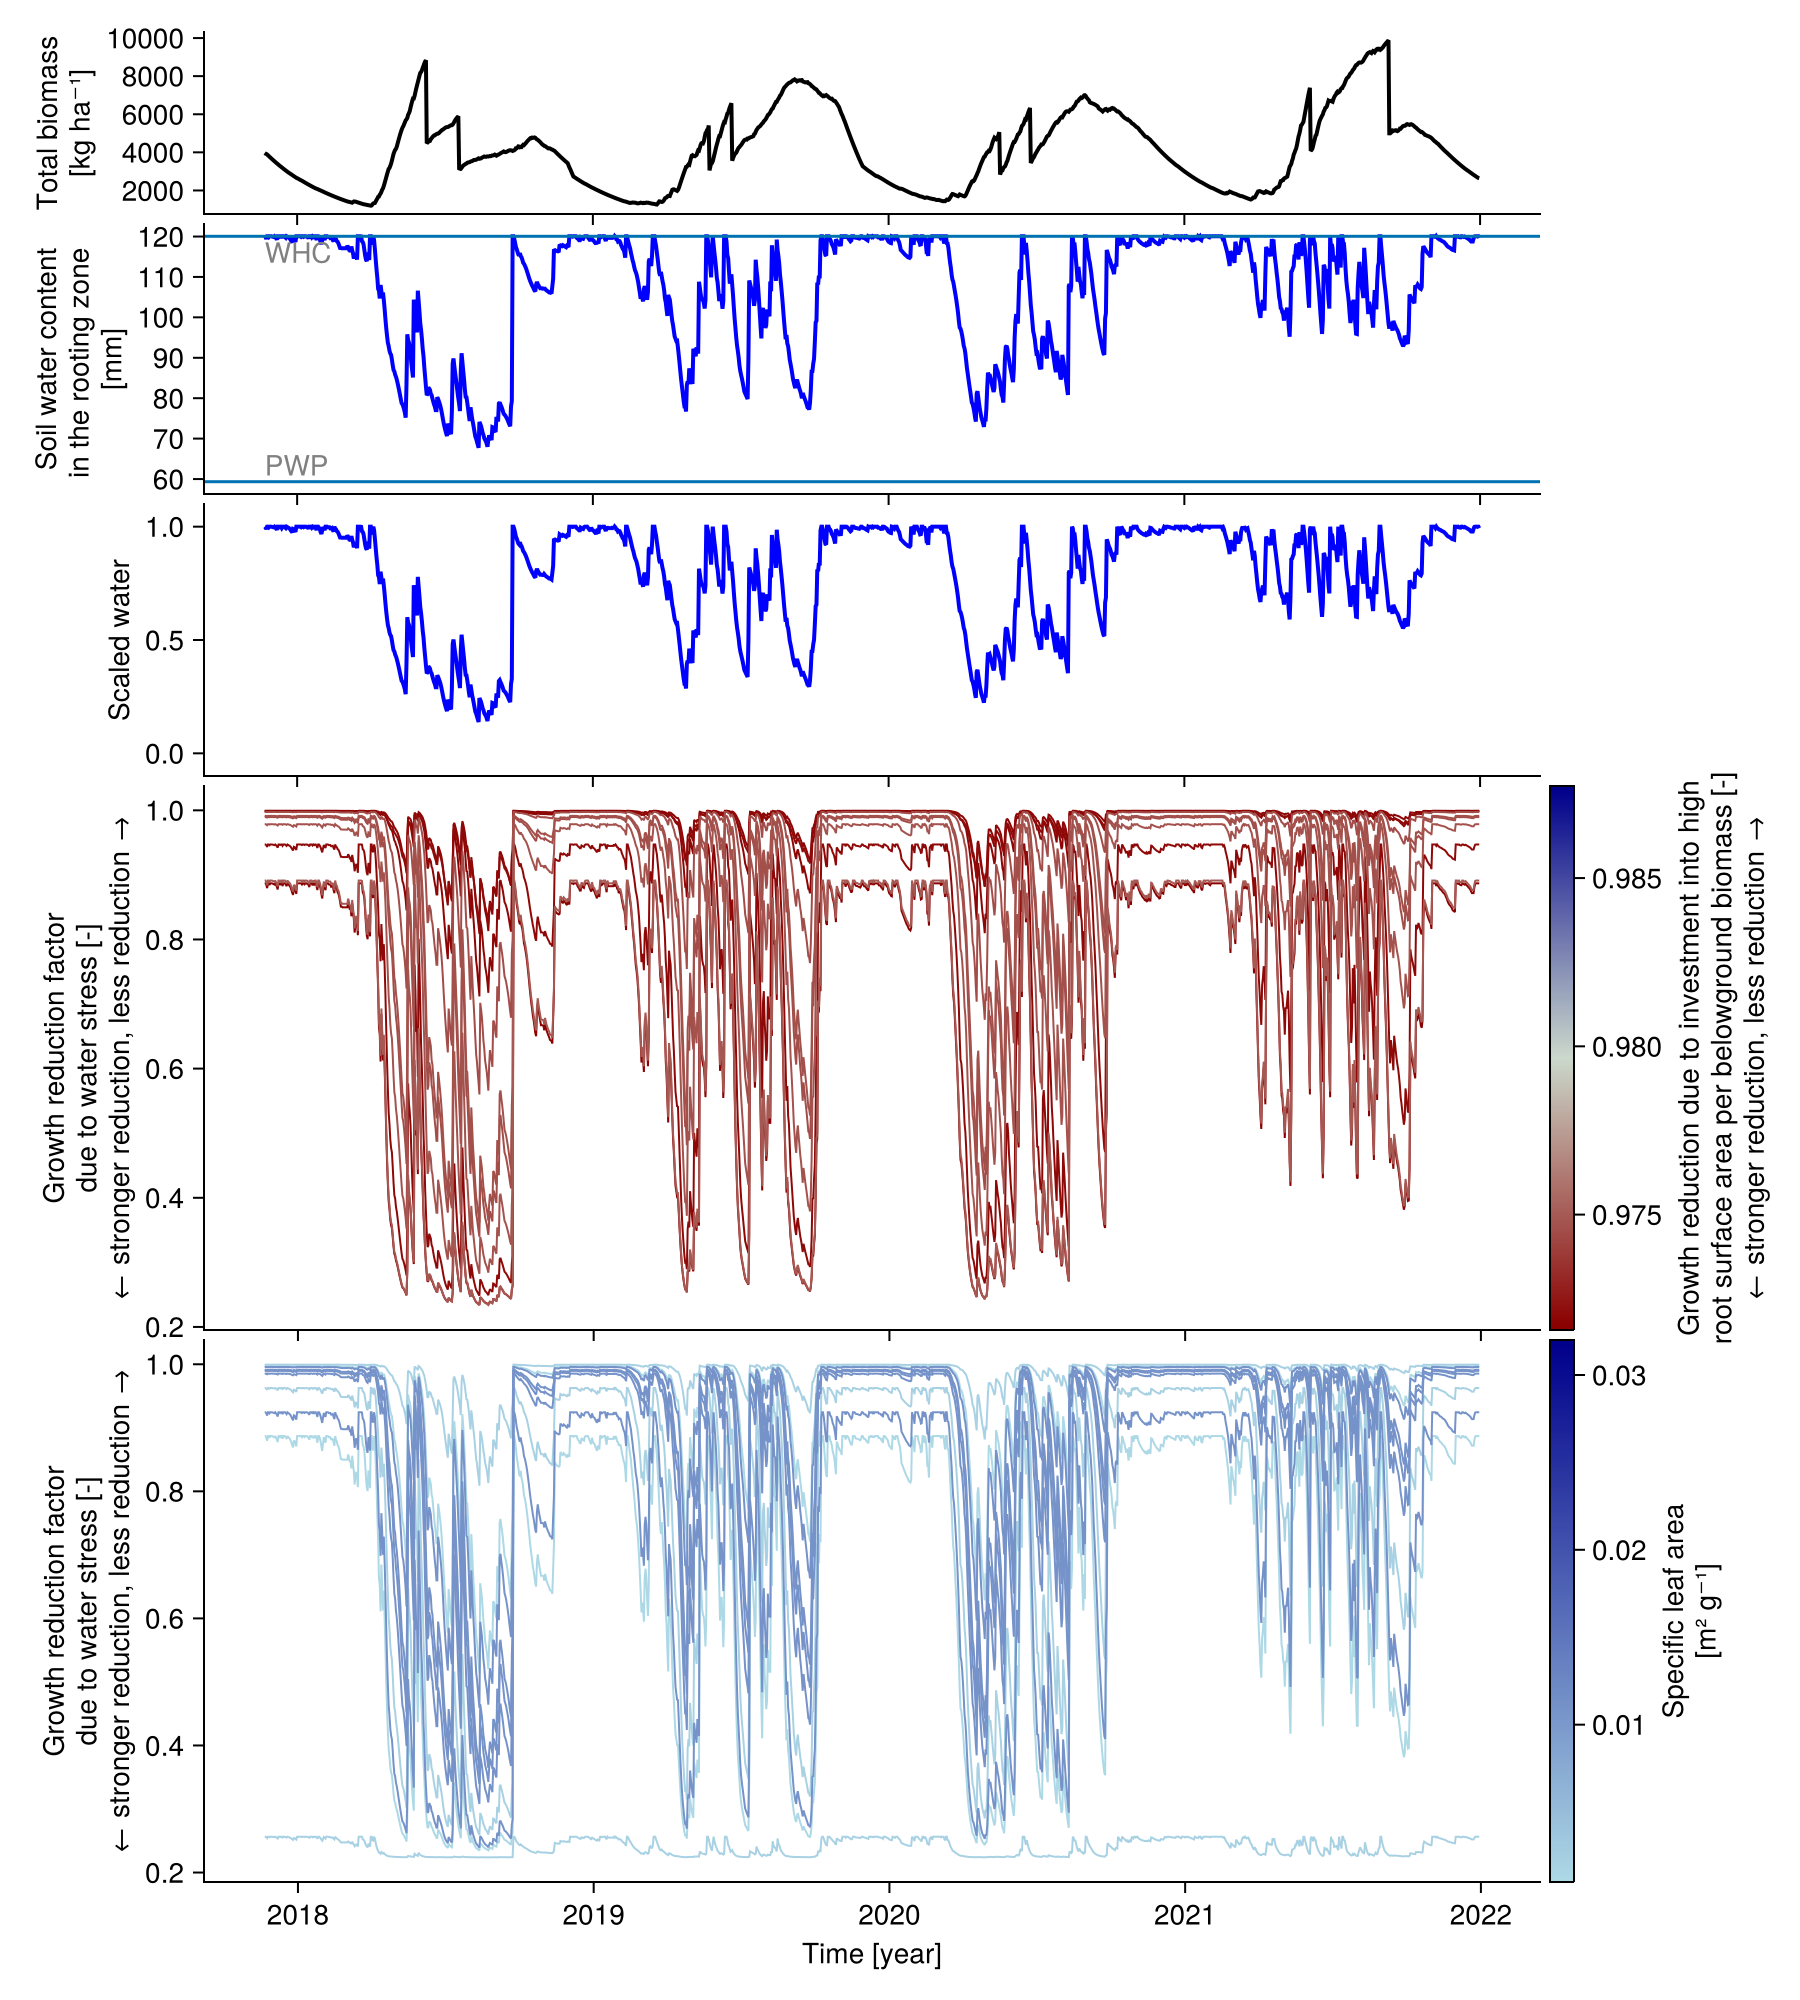 Total biomass
[kg ha⁻¹]
10000
8000
6000
4000
2000
Soil water content
in the rooting zone
[mm]
120
110
100
90
80
70
60
WHC
PWP
Scaled water
1.0
0.5
0.0
Growth reduction factor
due to water stress [-]
← stronger reduction, less reduction →
1.0
0.8
0.6
0.4
0.2
0.985
0.980
0.975
Growth reduction due to investment into high
root surface area per belowground biomass [-]
← stronger reduction, less reduction →
Growth reduction factor
due to water stress [-]
← stronger reduction, less reduction →
1.0
0.8
0.6
0.4
0.2
0.03
0.02
0.01
Specific leaf area
[m² g⁻¹]
2018
2019
2020
2021
2022
Time [year]